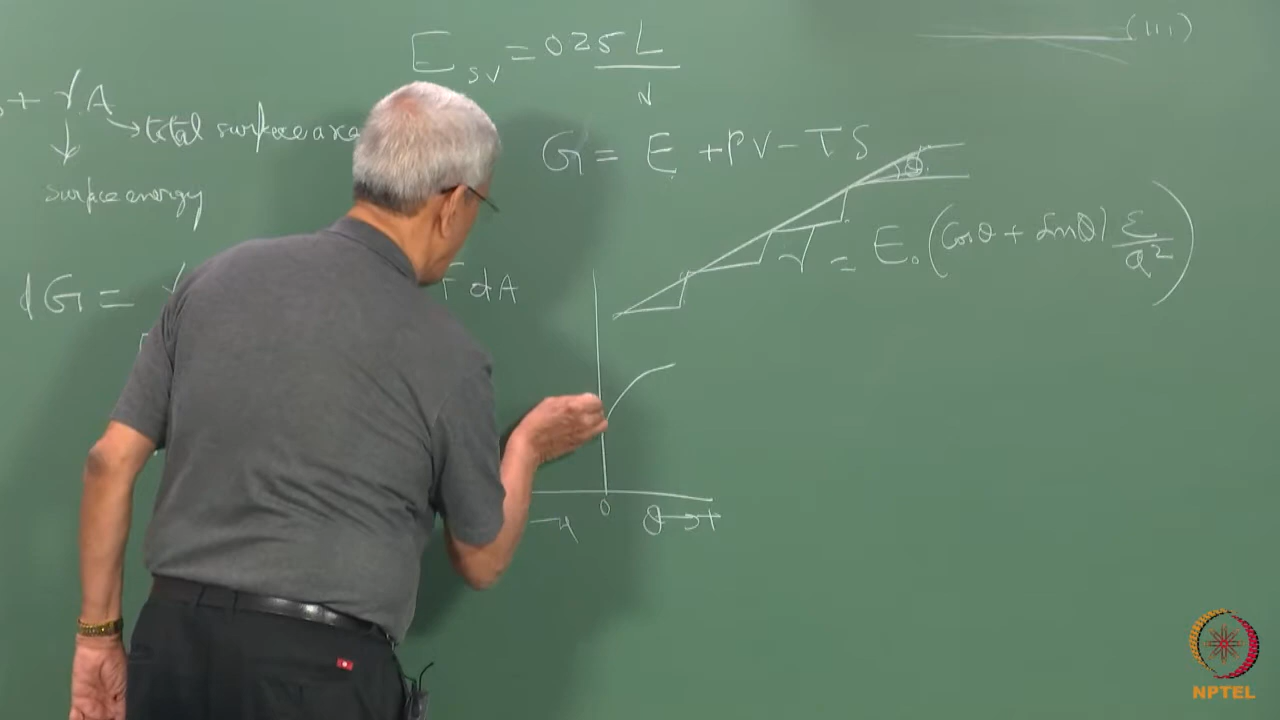 (111)
E_sv = 0.25 L / N
+ γA → total surface area
↓
surface energy
G = E + PV - TS
θ
γ = E₀ (Cosθ + Sinθ) ε/a²)
dG =
dA
0
θ → +
NPTEL